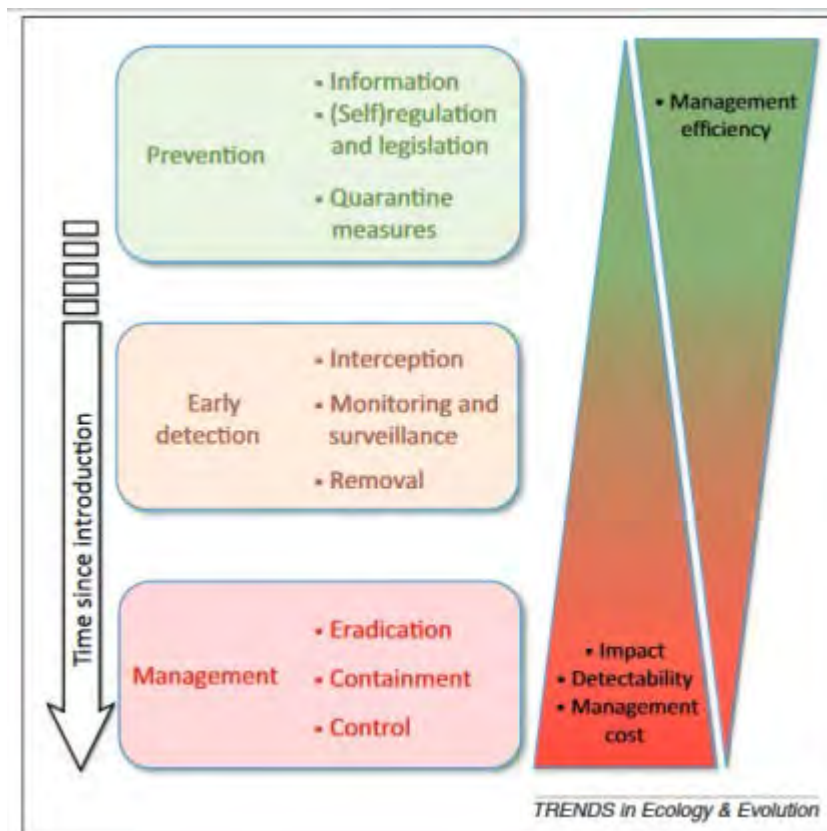 Prevention
▪ Information
▪ (Self)regulation
and legislation
▪ Quarantine
measures
Time since introduction
Early
detection
▪ Interception
▪ Monitoring and
surveillance
▪ Removal
Management
▪ Eradication
▪ Containment
▪ Control
▪ Management
efficiency
▪ Impact
▪ Detectability
▪ Management
cost
TRENDS in Ecology & Evolution